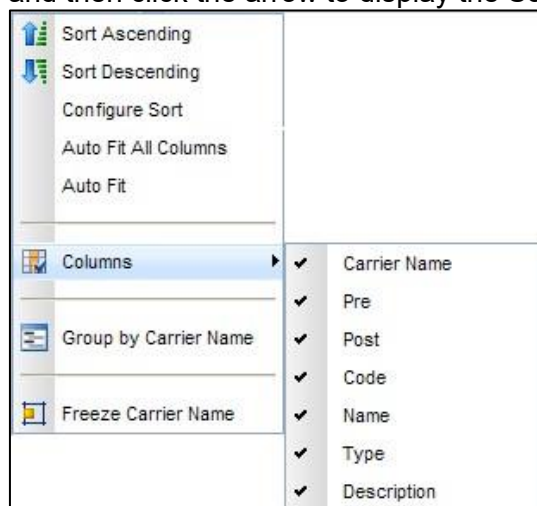 and then click the arrow to display the
Sort Ascending
Sort Descending
Configure Sort
Auto Fit All Columns
Auto Fit
Columns
Group by Carrier Name
Freeze Carrier Name
Carrier Name
Pre
Post
Code
Name
Type
Description